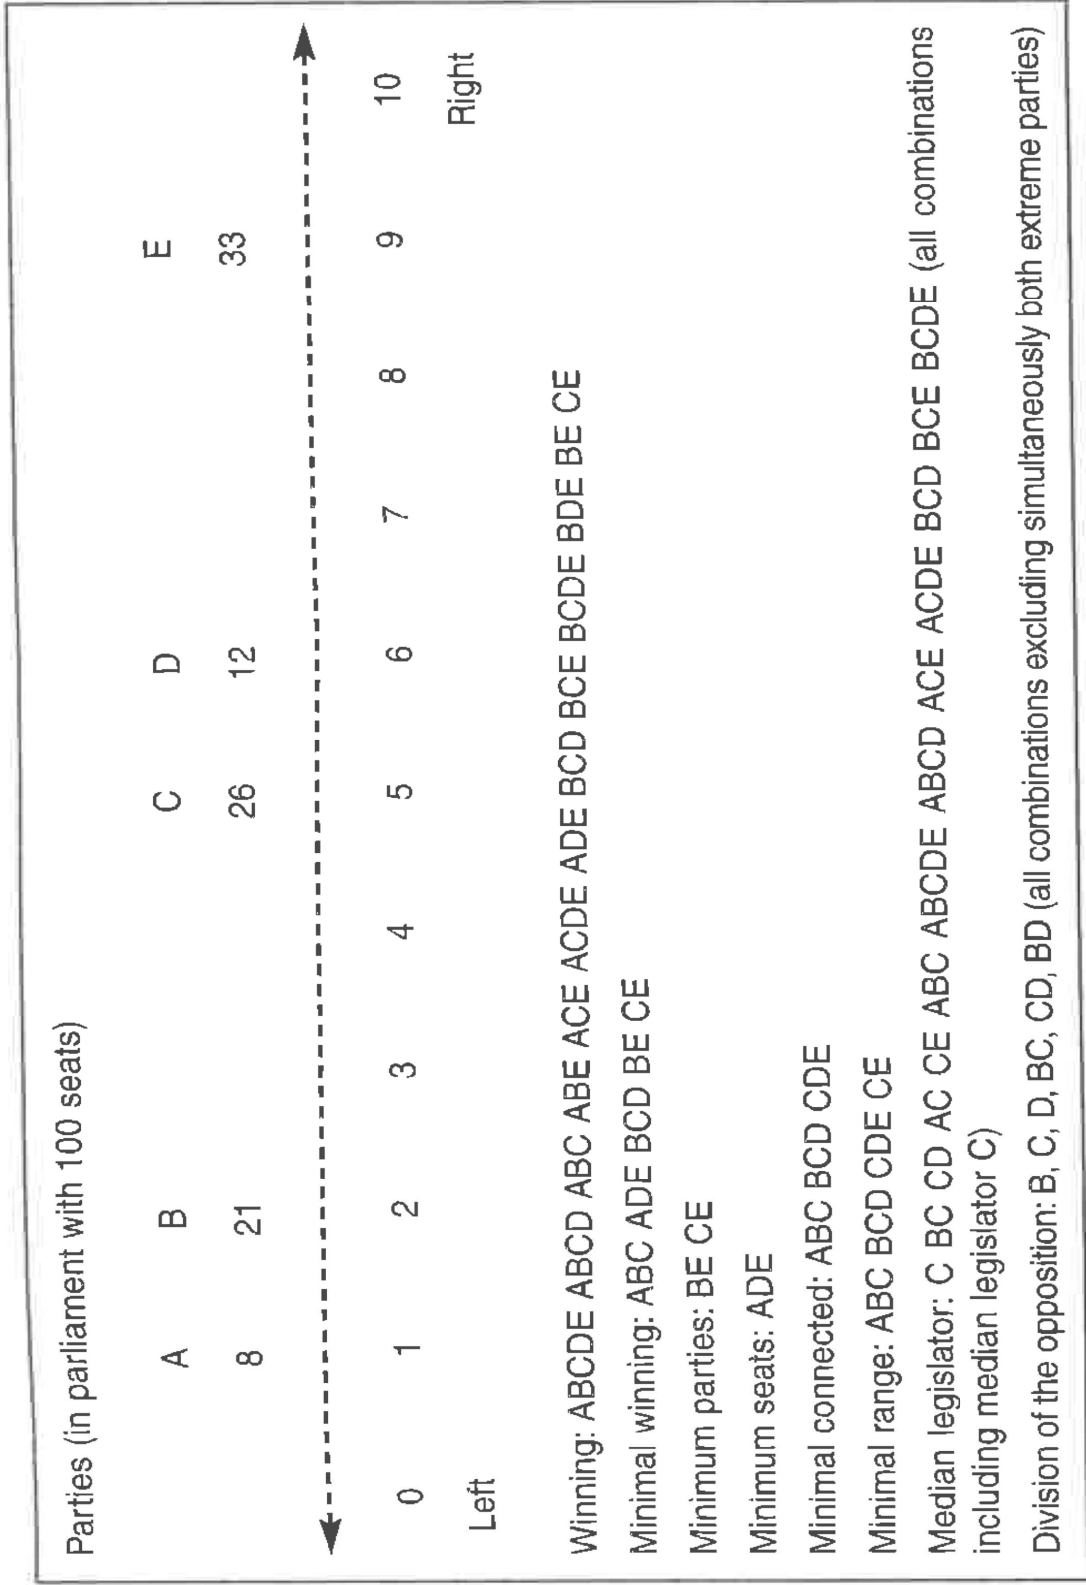 Parties (in parliament with 100 seats)
A B C D E
8 21 26 12 33
0 1 2 3 4 5 6 7 8 9 10
Left Right
Winning: ABCDE ABCD ABC ABE ACE ACDE ADE BCD BCE BCDE BDE BE CE
Minimal winning: ABC ADE BCD BE CE
Minimum parties: BE CE
Minimum seats: ADE
Minimal connected: ABC BCD CDE
Minimal range: ABC BCD CDE CE
Median legislator: C BC CD AC CE ABC ABCDE ABCD ACE ACDE BCD BCE BCDE (all combinations
including median legislator C)
Division of the opposition: B, C, D, BC, CD, BD (all combinations excluding simultaneously both extreme parties)